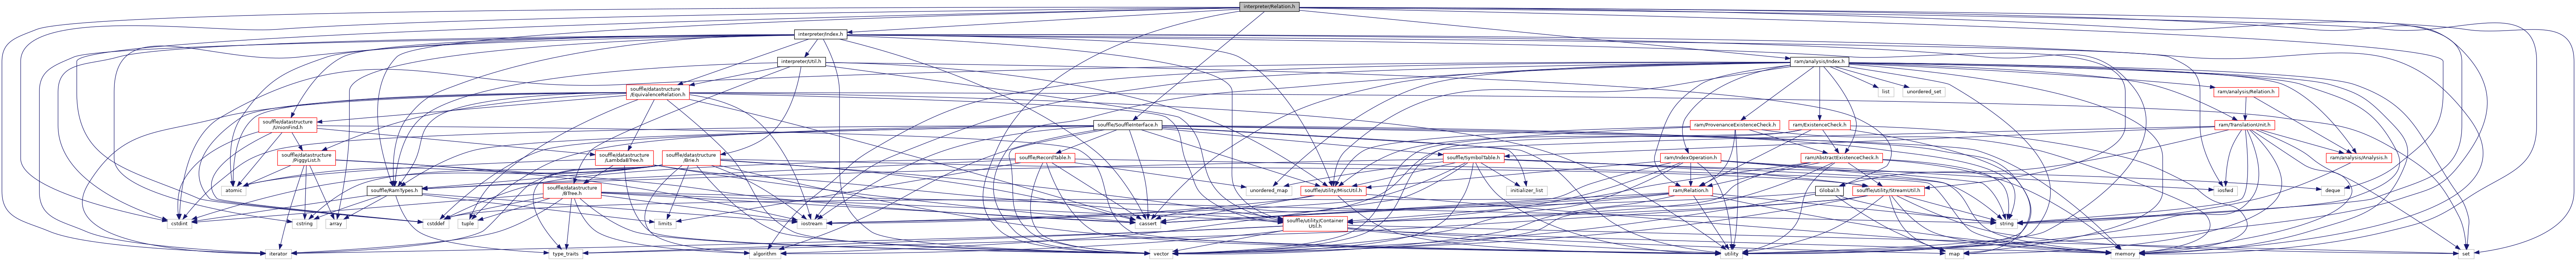 interpreter/Relation.h
interpreter/Index.h
interpreter/Util.h
ram/analysis/Index.h
souffle/datastructure
/EquivalenceRelation.h
list
unordered_set
ram/analysis/Relation.h
souffle/datastructure
/UnionFind.h
souffle/SouffleInterface.h
ram/ProvenanceExistenceCheck.h
ram/ExistenceCheck.h
ram/TranslationUnit.h
souffle/datastructure
/PiggyList.h
souffle/datastructure
/LambdaBTree.h
souffle/datastructure
/Brie.h
souffle/RecordTable.h
souffle/SymbolTable.h
ram/IndexOperation.h
ram/AbstractExistenceCheck.h
ram/analysis/Analysis.h
atomic
souffle/RamTypes.h
souffle/datastructure
/BTree.h
unordered_map
souffle/utility/MiscUtil.h
initializer_list
ram/Relation.h
Global.h
souffle/utility/StreamUtil.h
iosfwd
deque
cstdint
cstring
array
cstddef
tuple
limits
iostream
cassert
souffle/utility/Container
Util.h
string
iterator
type_traits
algorithm
vector
utility
map
memory
set